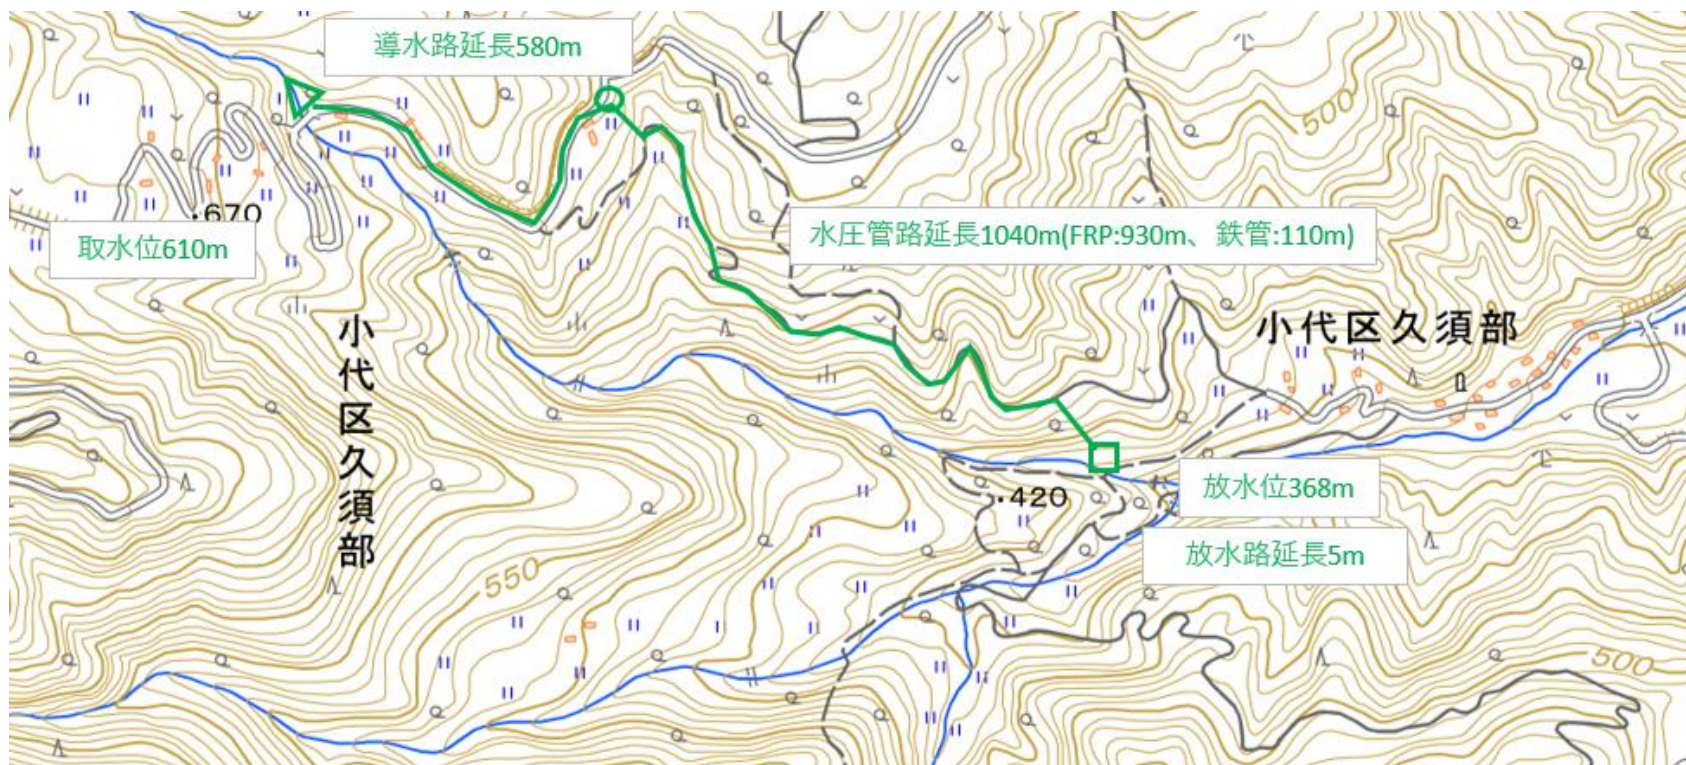 導水路延長580m
500
・670
取水位610m
水圧管路延長1040m(FRP:930m、鉄管:110m)
小代区久須部
小代区久須部
放水位368m
・420
放水路延長5m
550
500